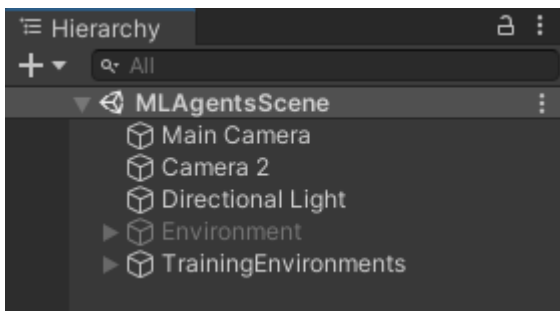 Hierarchy
All
MLAgentsScene
Main Camera
Camera 2
Directional Light
Environment
TrainingEnvironments